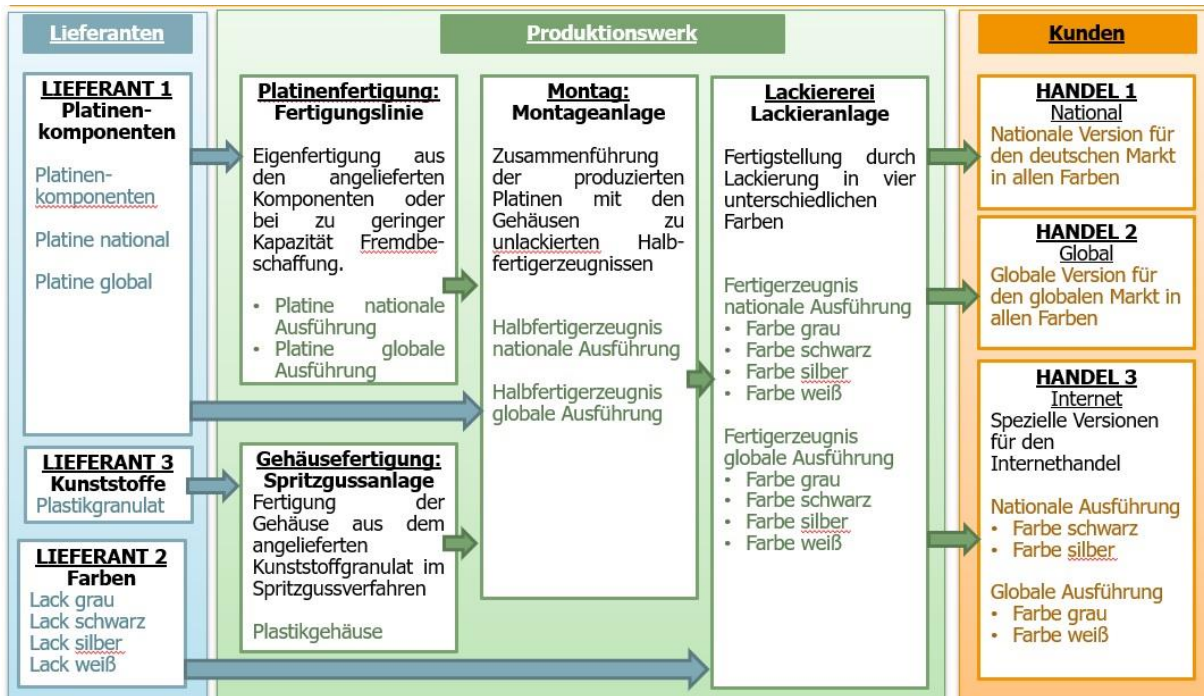 Lieferanten
LIEFERANT 1
Platinen-
komponenten
Platinen-
komponenten
Platine national
Platine global
LIEFERANT 3
Kunststoffe
Plastikgranulat
LIEFERANT 2
Farben
Lack grau
Lack schwarz
Lack silber
Lack weiß
Produktionswerk
Platinenfertigung:
Fertigungslinie
Eigenfertigung aus
den angelieferten
Komponenten oder
bei zu geringer
Kapazität Fremdbe-
schaffung.
• Platine nationale
Ausführung
• Platine globale
Ausführung
Gehäusefertigung:
Spritzgussanlage
Fertigung der
Gehäuse aus dem
angelieferten
Kunststoffgranulat im
Spritzgussverfahren
Plastikgehäuse
Montag:
Montageanlage
Zusammenführung
der produzierten
Platinen mit den
Gehäusen zu
unlackierten Halb-
fertigerzeugnissen
Halbfertigerzeugnis
nationale Ausführung
Halbfertigerzeugnis
globale Ausführung
Lackiererei
Lackieranlage
Fertigstellung durch
Lackierung in vier
unterschiedlichen
Farben
Fertigerzeugnis
nationale Ausführung
• Farbe grau
• Farbe schwarz
• Farbe silber
• Farbe weiß
Fertigerzeugnis
globale Ausführung
• Farbe grau
• Farbe schwarz
• Farbe silber
• Farbe weiß
Kunden
HANDEL 1
National
Nationale Version für
den deutschen Markt
in allen Farben
HANDEL 2
Global
Globale Version für
den globalen Markt in
allen Farben
HANDEL 3
Internet
Spezielle Versionen
für den
Internethandel
Nationale Ausführung
• Farbe schwarz
• Farbe silber
Globale Ausführung
• Farbe grau
• Farbe weiß